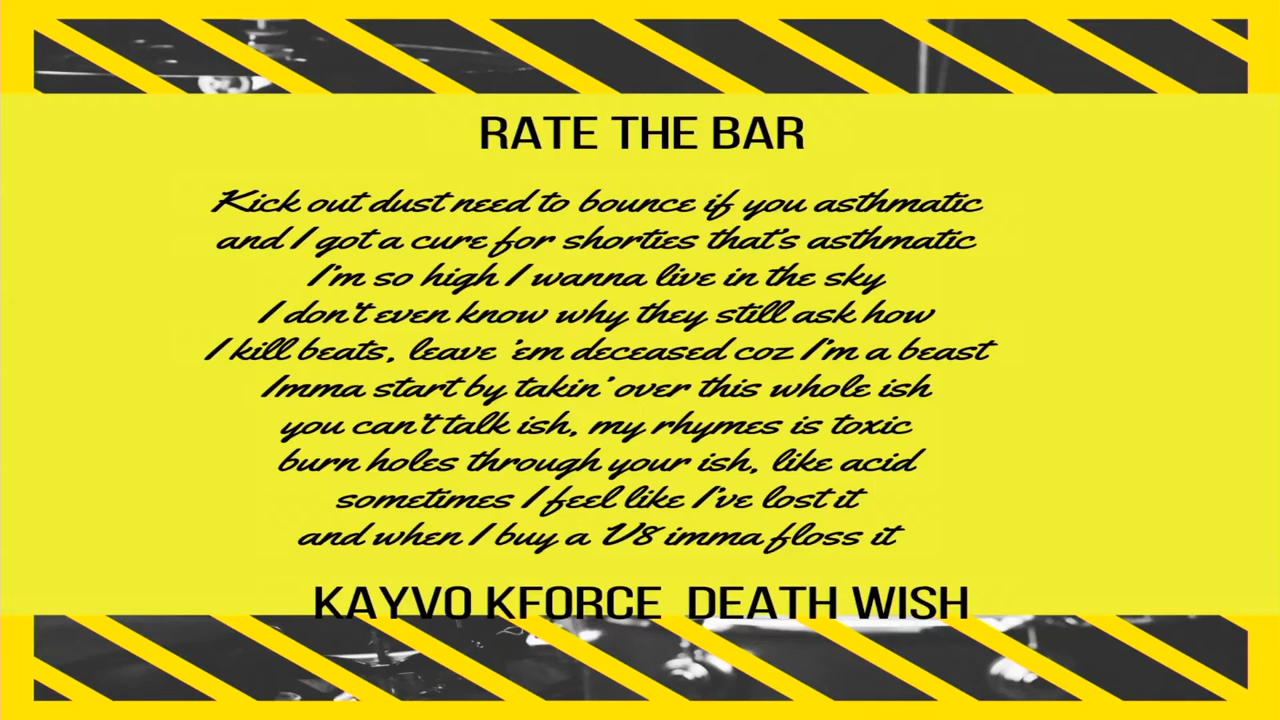 RATE THE BAR
Kick out dust need to bounce if you asthmatic
and I got a cure for shorties that's asthmatic
I'm so high I wanna live in the sky
I don't even know why they still ask how
I kill beats, leave 'em deceased coz I'm a beast
Imma start by takin' over this whole ish
you can't talk ish, my rhymes is toxic
burn holes through your ish, like acid
sometimes I feel like I've lost it
and when I buy a V8 imma floss it
KAYVO KFORCE DEATH WISH